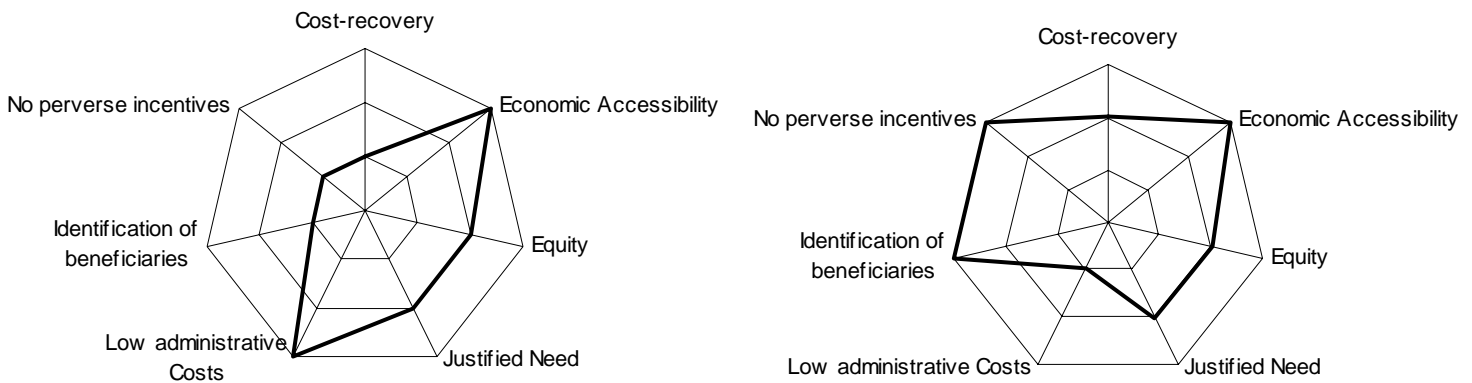 Cost-recovery
No perverse incentives
Economic Accessibility
Identification of
beneficiaries
Equity
Low administrative
Costs
Justified Need
Cost-recovery
No perverse incentives
Economic Accessibility
Identification of
beneficiaries
Equity
Low administrative Costs
Justified Need